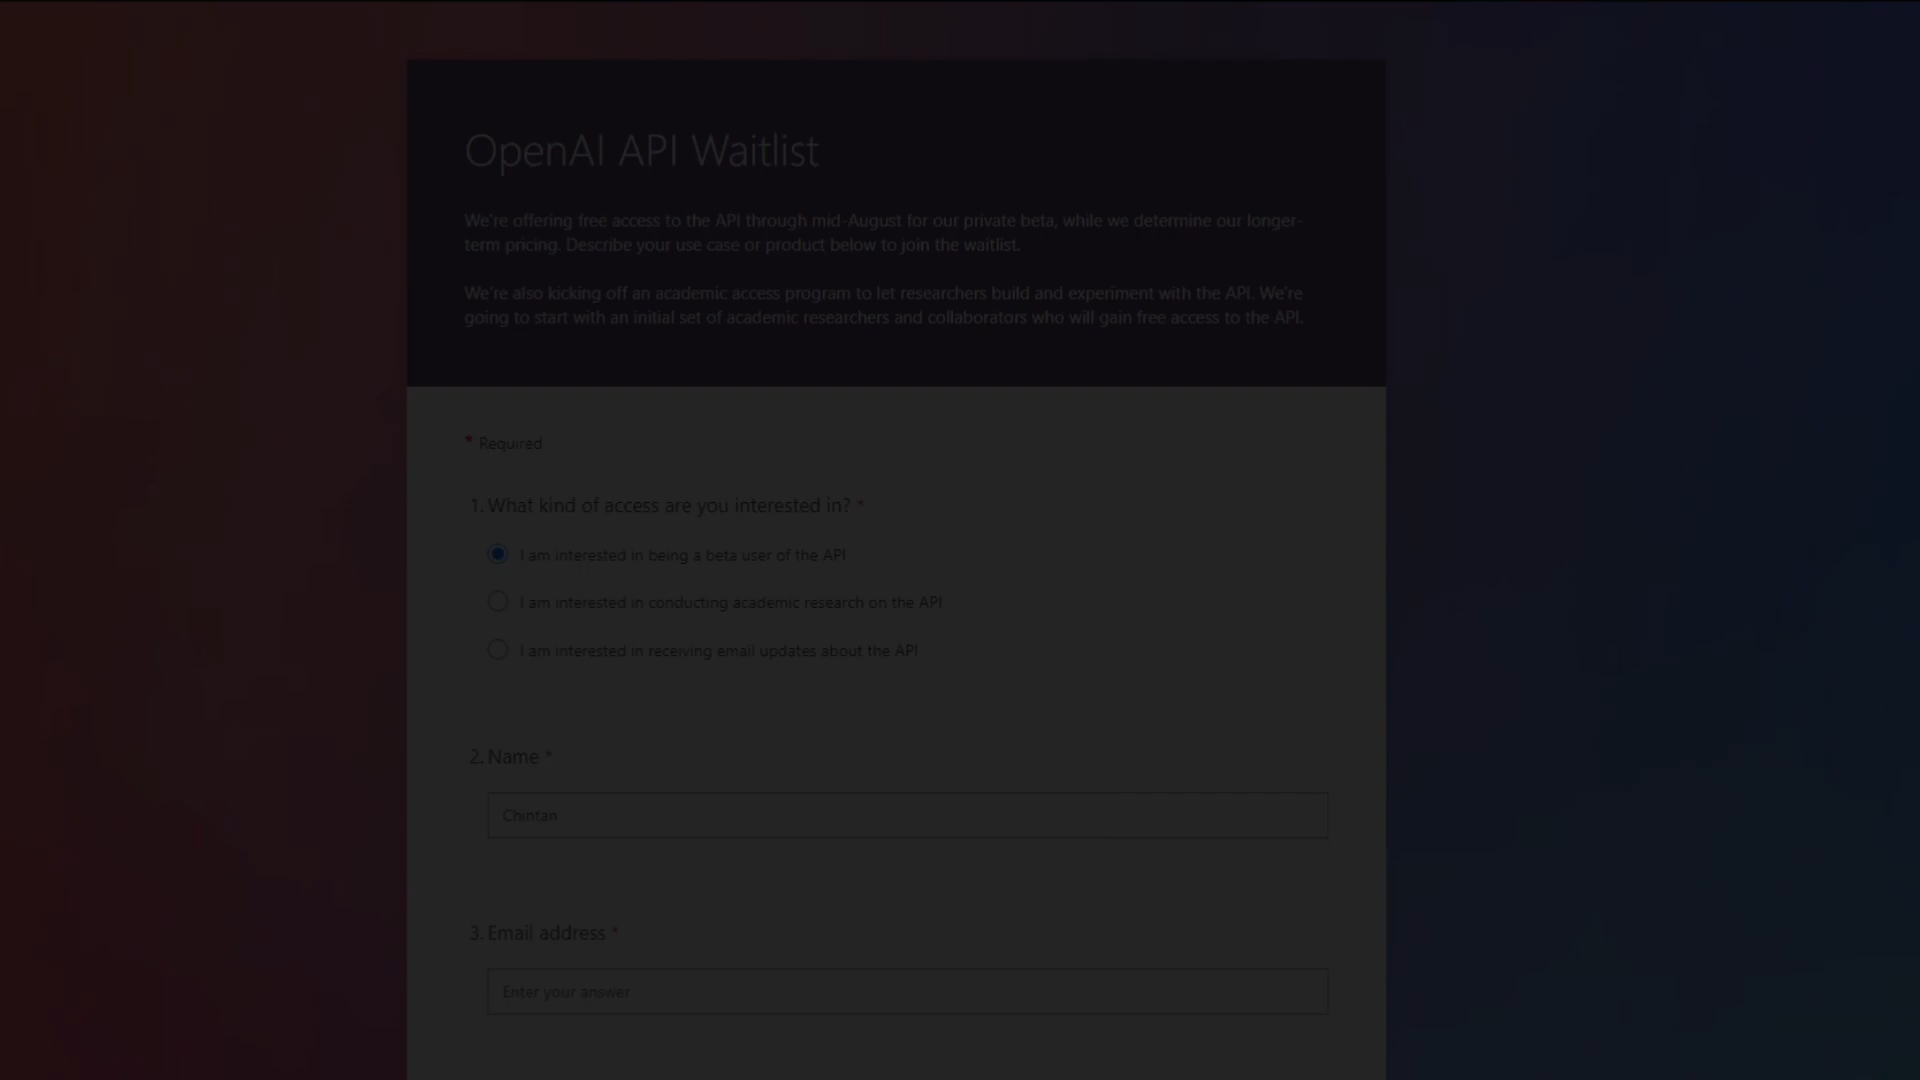 OpenAI API Waitlist
We're offering free access to the API through mid-August for our private beta, while we determine our longer-
term pricing. Describe your use case or product below to join the waitlist.
We're also kicking off an academic access program to let researchers build and experiment with the API. We're
going to start with an initial set of academic researchers and collaborators who will gain free access to the API.
* Required
1. What kind of access are you interested in? *
I am interested in being a beta user of the API
I am interested in conducting academic research on the API
I am interested in receiving email updates about the API
2. Name *
Chintan
3. Email address *
Enter your answer